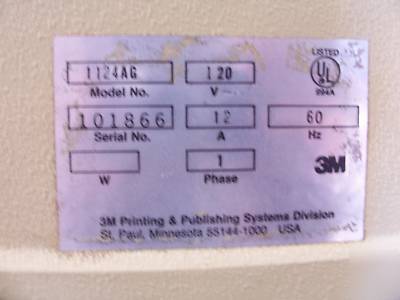 LISTED
1124AG 120 UL
Model No. V 994A
101866 12 60
Serial No. A Hz
1 3M
W Phase
3M Printing & Publishing Systems Division
St. Paul, Minnesota 55144-1000 USA